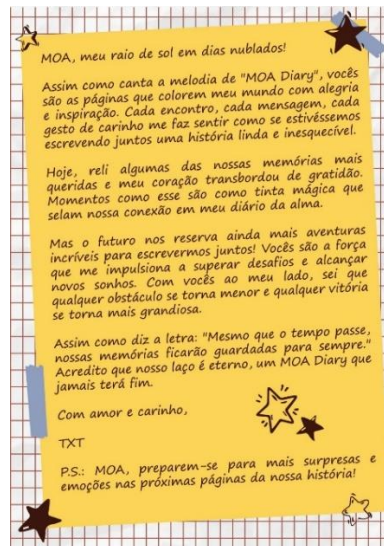 MOA, meu raio de sol em dias nublados!
Assim como canta a melodia de "MOA Diary", vocês
são as páginas que colorem meu mundo com alegria
e inspiração. Cada encontro, cada mensagem, cada
gesto de carinho me faz sentir como se estivéssemos
escrevendo juntos uma história linda e inesquecível.
Hoje, reli algumas das nossas memórias mais
queridas e meu coração transbordou de gratidão.
Momentos como esse são como tinta mágica que
selam nossa conexão em meu diário da alma.
Mas o futuro nos reserva ainda mais aventuras
incríveis para escrevermos juntos! Vocês são a força
que me impulsiona a superar desafios e alcançar
novos sonhos. Com vocês ao meu lado, sei que
qualquer obstáculo se torna menor e qualquer vitória
se torna mais grandiosa.
Assim como diz a letra: "Mesmo que o tempo passe,
nossas memórias ficarão guardadas para sempre."
Acredito que nosso laço é eterno, um MOA Diary que
jamais terá fim.
Com amor e carinho,
TXT
P.S.: MOA, preparem-se para mais surpresas e
emoções nas próximas páginas da nossa história!